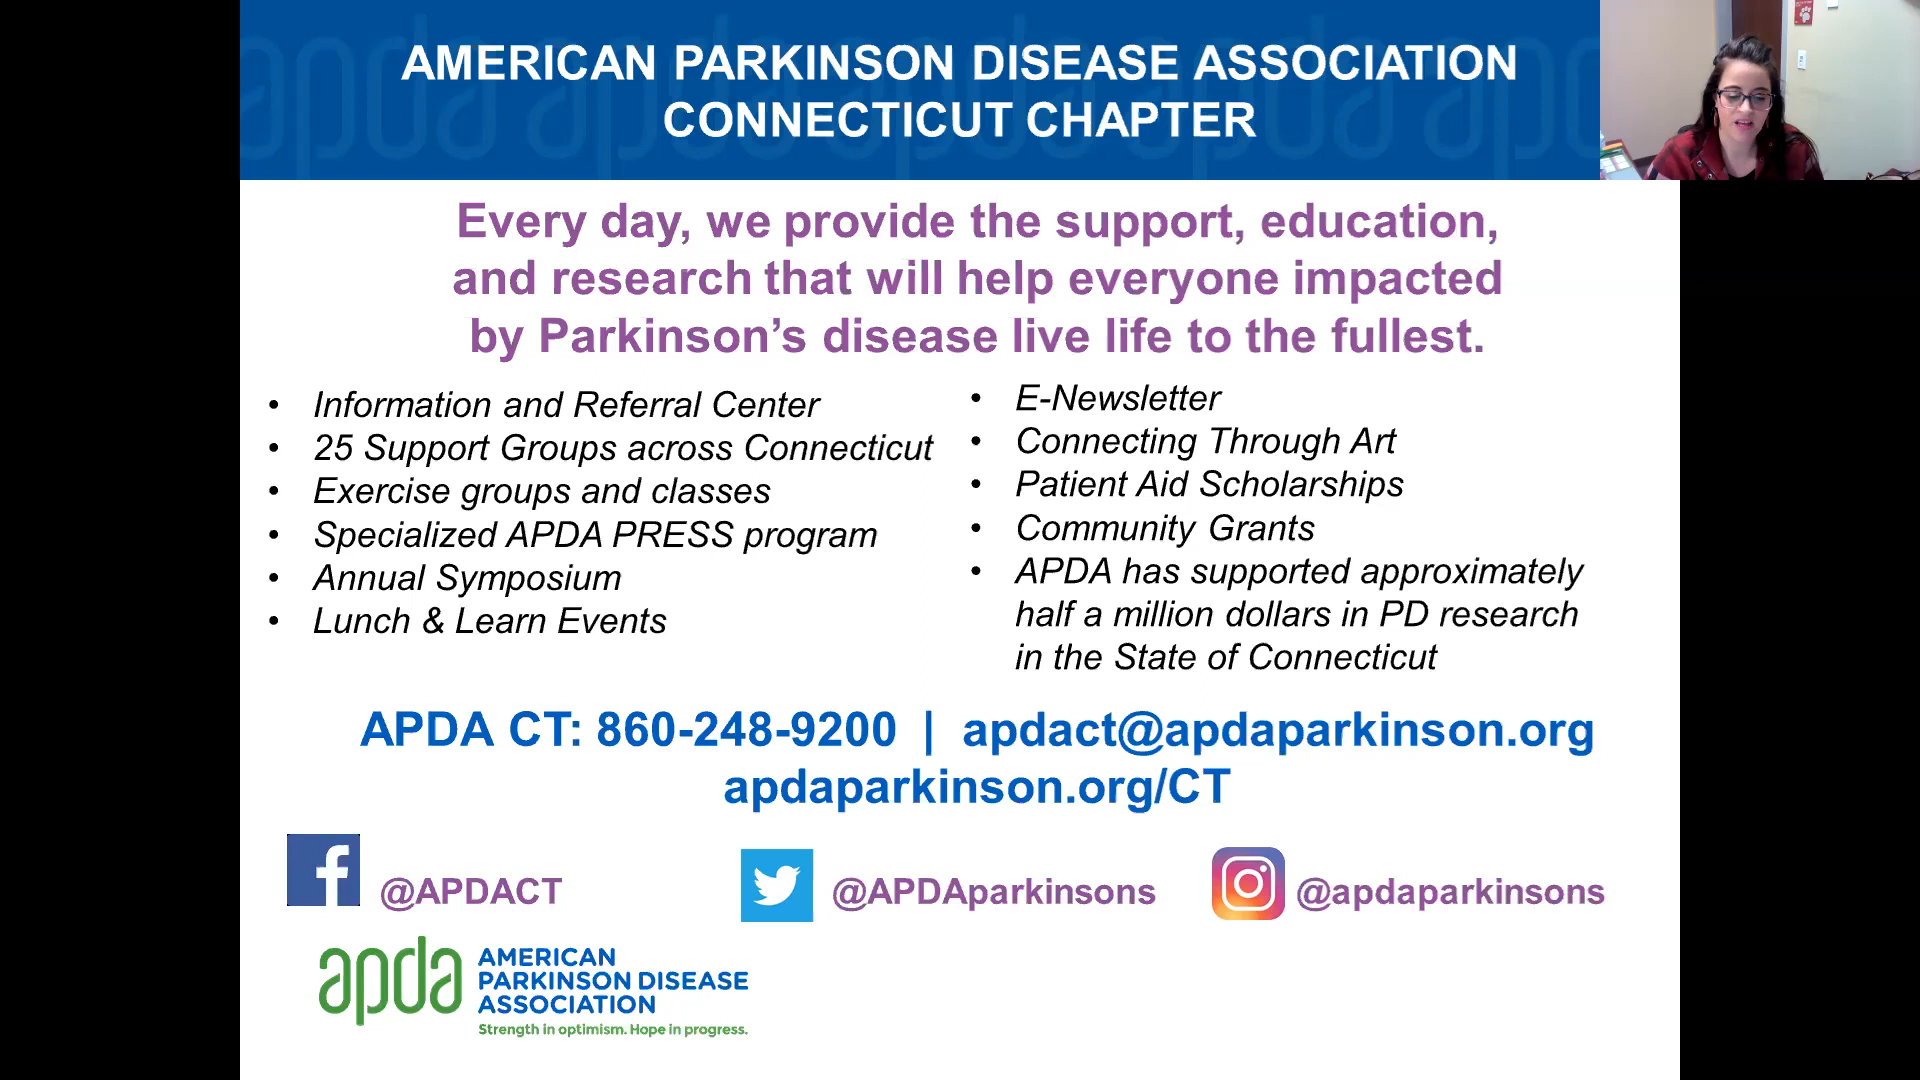 AMERICAN PARKINSON DISEASE ASSOCIATION
CONNECTICUT CHAPTER
Every day, we provide the support, education,
and research that will help everyone impacted
by Parkinson’s disease live life to the fullest.
• Information and Referral Center
• 25 Support Groups across Connecticut
• Exercise groups and classes
• Specialized APDA PRESS program
• Annual Symposium
• Lunch & Learn Events
• E-Newsletter
• Connecting Through Art
• Patient Aid Scholarships
• Community Grants
• APDA has supported approximately
half a million dollars in PD research
in the State of Connecticut
APDA CT: 860-248-9200 | apdact@apdaparkinson.org
apdaparkinson.org/CT
@APDACT
@APDAparkinsons
@apdaparkinsons
apda
AMERICAN
PARKINSON DISEASE
ASSOCIATION
Strength in optimism. Hope in progress.